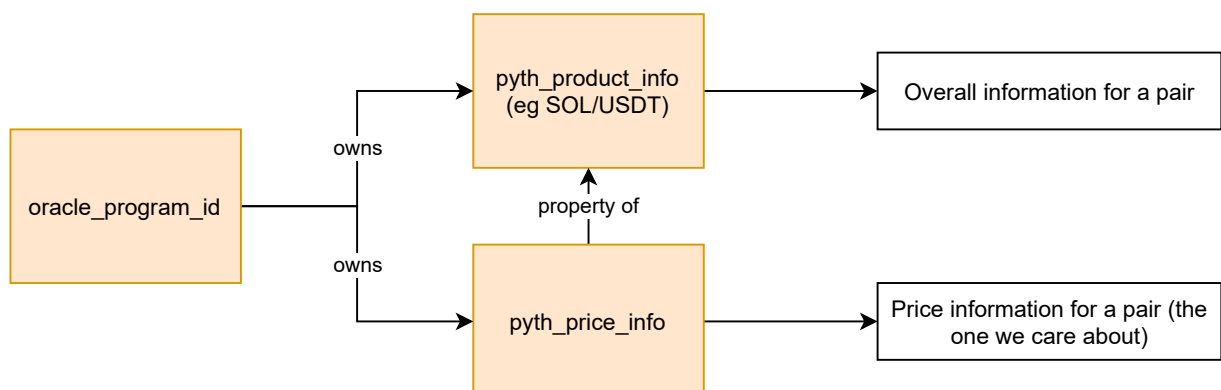 pyth_product_info
(eg SOL/USDT)
Overall information for a pair
owns
oracle_program_id
property of
owns
pyth_price_info
Price information for a pair (the
one we care about)